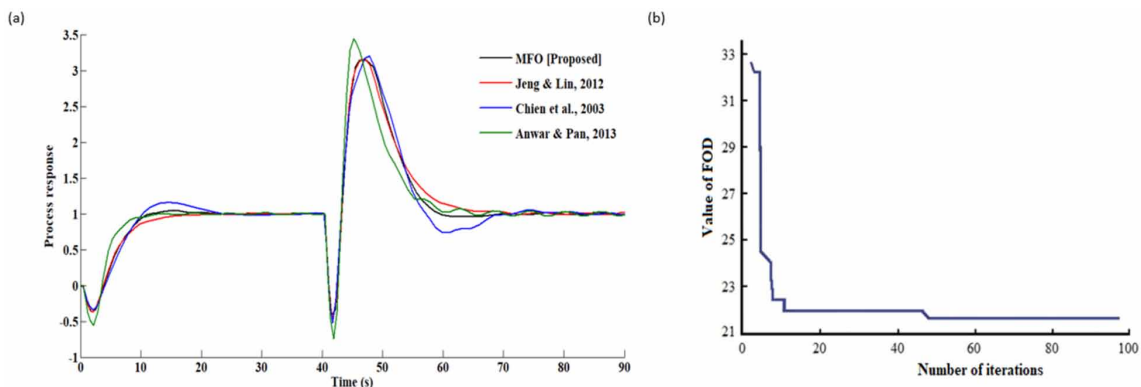 (a)
3.5
3
2.5
2
1.5
1
0.5
0
-0.5
-1
Process response
MFO [Proposed]
Jeng & Lin, 2012
Chien et al., 2003
Anwar & Pan, 2013
0 10 20 30 40 50 60 70 80 90
Time (s)
(b)
33
31
29
27
25
23
21
Value of FOD
0 20 40 60 80 100
Number of iterations